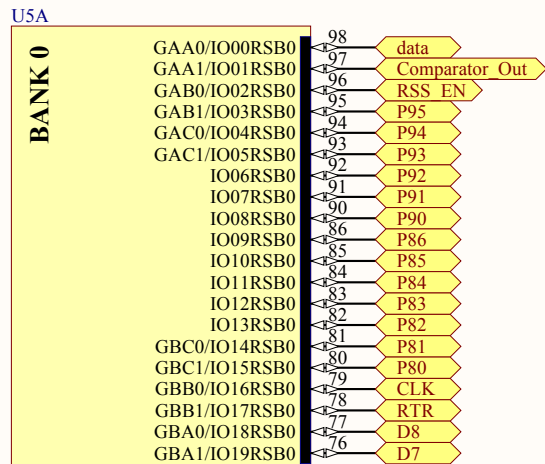 U5A
BANK 0
GAA0/IO00RSB0 98 data
GAA1/IO01RSB0 97 Comparator_Out
GAB0/IO02RSB0 96 RSS_EN
GAB1/IO03RSB0 95 P95
GAC0/IO04RSB0 94 P94
GAC1/IO05RSB0 93 P93
IO06RSB0 92 P92
IO07RSB0 91 P91
IO08RSB0 90 P90
IO09RSB0 86 P86
IO10RSB0 85 P85
IO11RSB0 84 P84
IO12RSB0 83 P83
IO13RSB0 82 P82
GBC0/IO14RSB0 81 P81
GBC1/IO15RSB0 80 P80
GBB0/IO16RSB0 79 CLK
GBB1/IO17RSB0 78 RTR
GBA0/IO18RSB0 77 D8
GBA1/IO19RSB0 76 D7